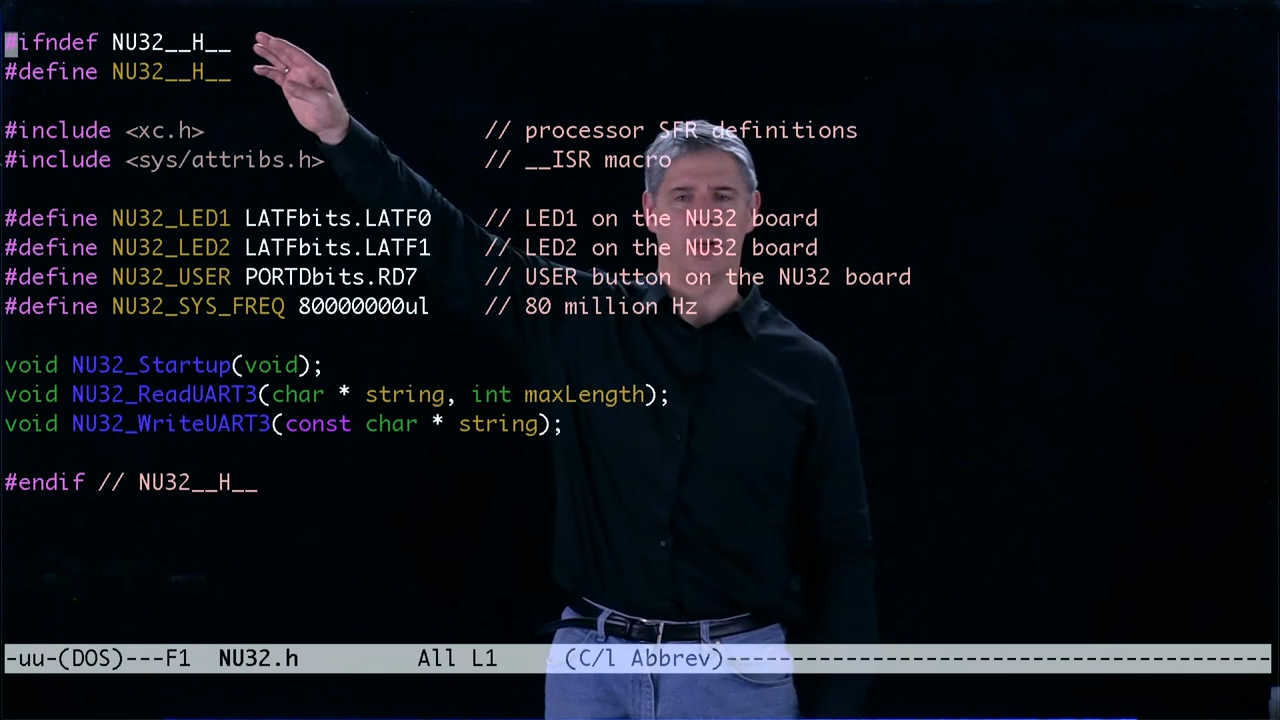 #ifndef NU32__H__
#define NU32__H__
#include <xc.h> // processor SFR definitions
#include <sys/attribs.h> // __ISR macro
#define NU32_LED1 LATFbits.LATF0 // LED1 on the NU32 board
#define NU32_LED2 LATFbits.LATF1 // LED2 on the NU32 board
#define NU32_USER PORTDbits.RD7 // USER button on the NU32 board
#define NU32_SYS_FREQ 80000000ul // 80 million Hz
void NU32_Startup(void);
void NU32_ReadUART3(char * string, int maxLength);
void NU32_WriteUART3(const char * string);
#endif // NU32__H__
-uu-(DOS)---F1 NU32.h All L1 (C/l Abbrev)-----------------------------------------